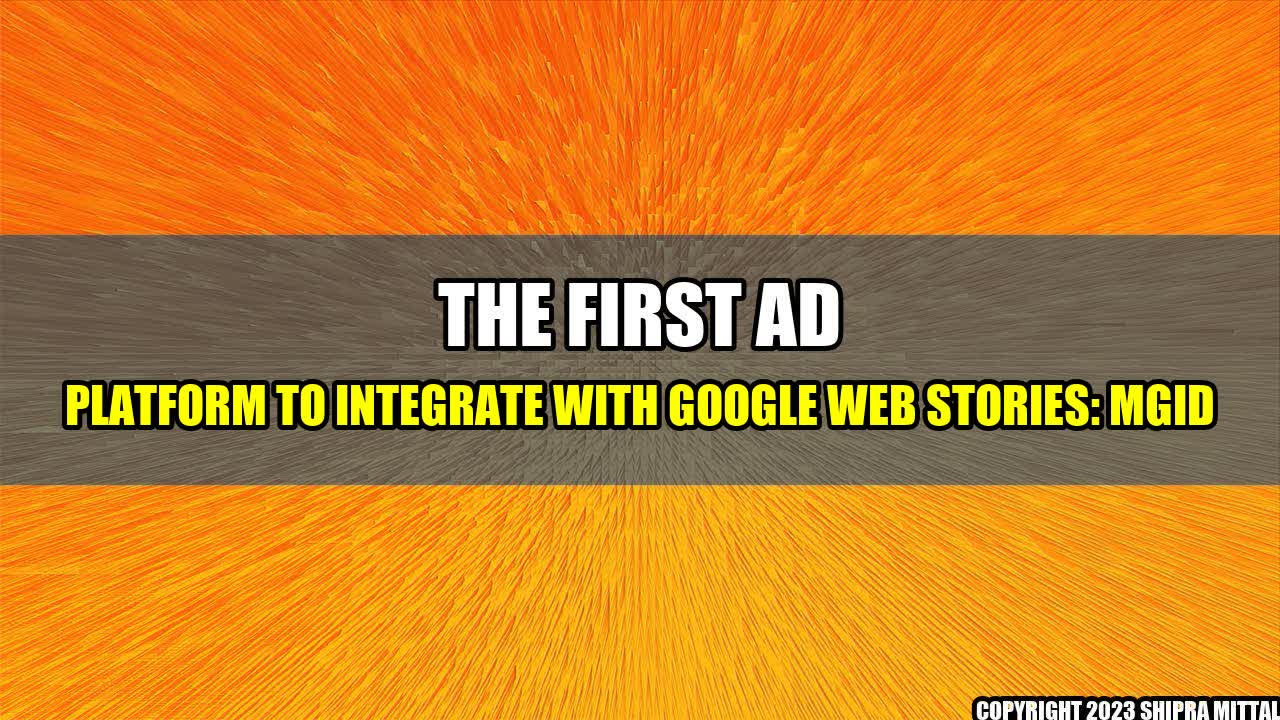 THE FIRST AD
PLATFORM TO INTEGRATE WITH GOOGLE WEB STORIES: MGID
COPYRIGHT 2023 SHIPRA MITTAL